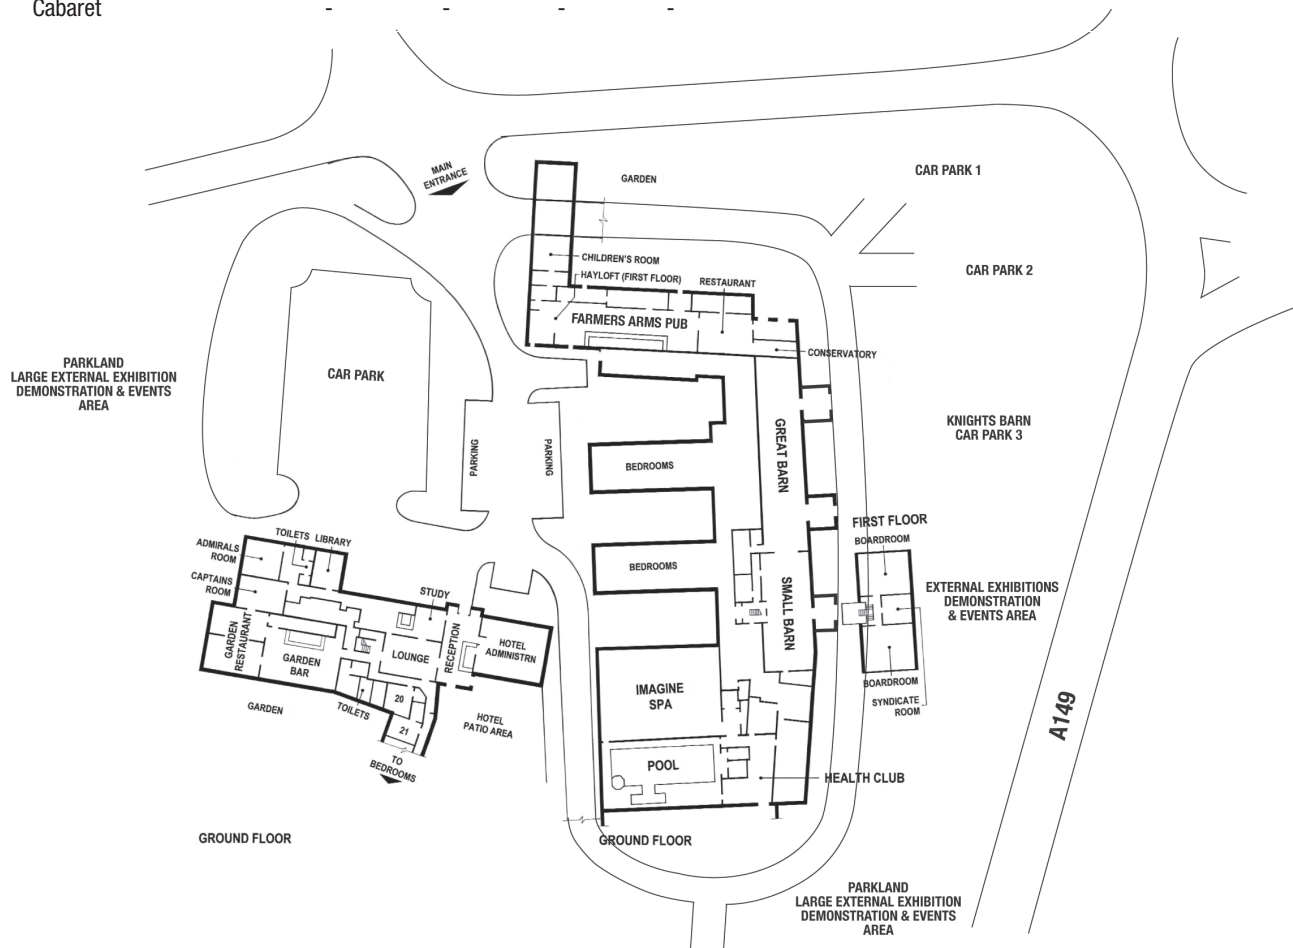 Cabaret - - - -
MAIN
ENTRANCE
GARDEN
CAR PARK 1
CHILDREN'S ROOM
HAYLOFT (FIRST FLOOR)
RESTAURANT
CAR PARK 2
FARMERS ARMS PUB
CONSERVATORY
PARKLAND
LARGE EXTERNAL EXHIBITION
DEMONSTRATION & EVENTS
AREA
CAR PARK
KNIGHTS BARN
CAR PARK 3
PARKING
PARKING
GREAT BARN
BEDROOMS
FIRST FLOOR
BOARDROOM
TOILETS
LIBRARY
ADMIRALS
ROOM
CAPTAINS
ROOM
STUDY
BEDROOMS
SMALL BARN
EXTERNAL EXHIBITIONS
DEMONSTRATION
& EVENTS AREA
GARDEN
RESTAURANT
GARDEN
BAR
LOUNGE
RECEPTION
HOTEL
ADMINISTRN
BOARDROOM
SYNDICATE
ROOM
IMAGINE
SPA
20
21
TOILETS
GARDEN
HOTEL
PATIO AREA
A149
TO
BEDROOMS
POOL
HEALTH CLUB
GROUND FLOOR
GROUND FLOOR
PARKLAND
LARGE EXTERNAL EXHIBITION
DEMONSTRATION & EVENTS
AREA